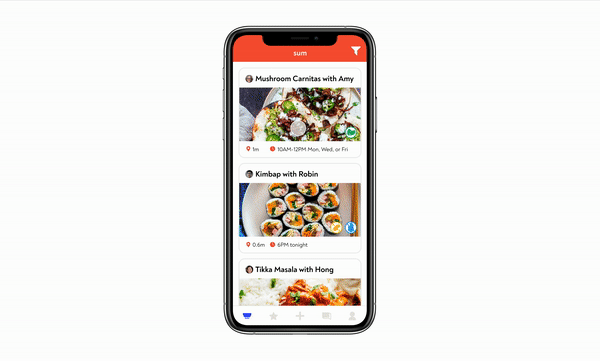 sum
Mushroom Carnitas with Amy
1m
10AM-12PM Mon, Wed, or Fri
Kimbap with Robin
0.6m
6PM tonight
Tikka Masala with Hong